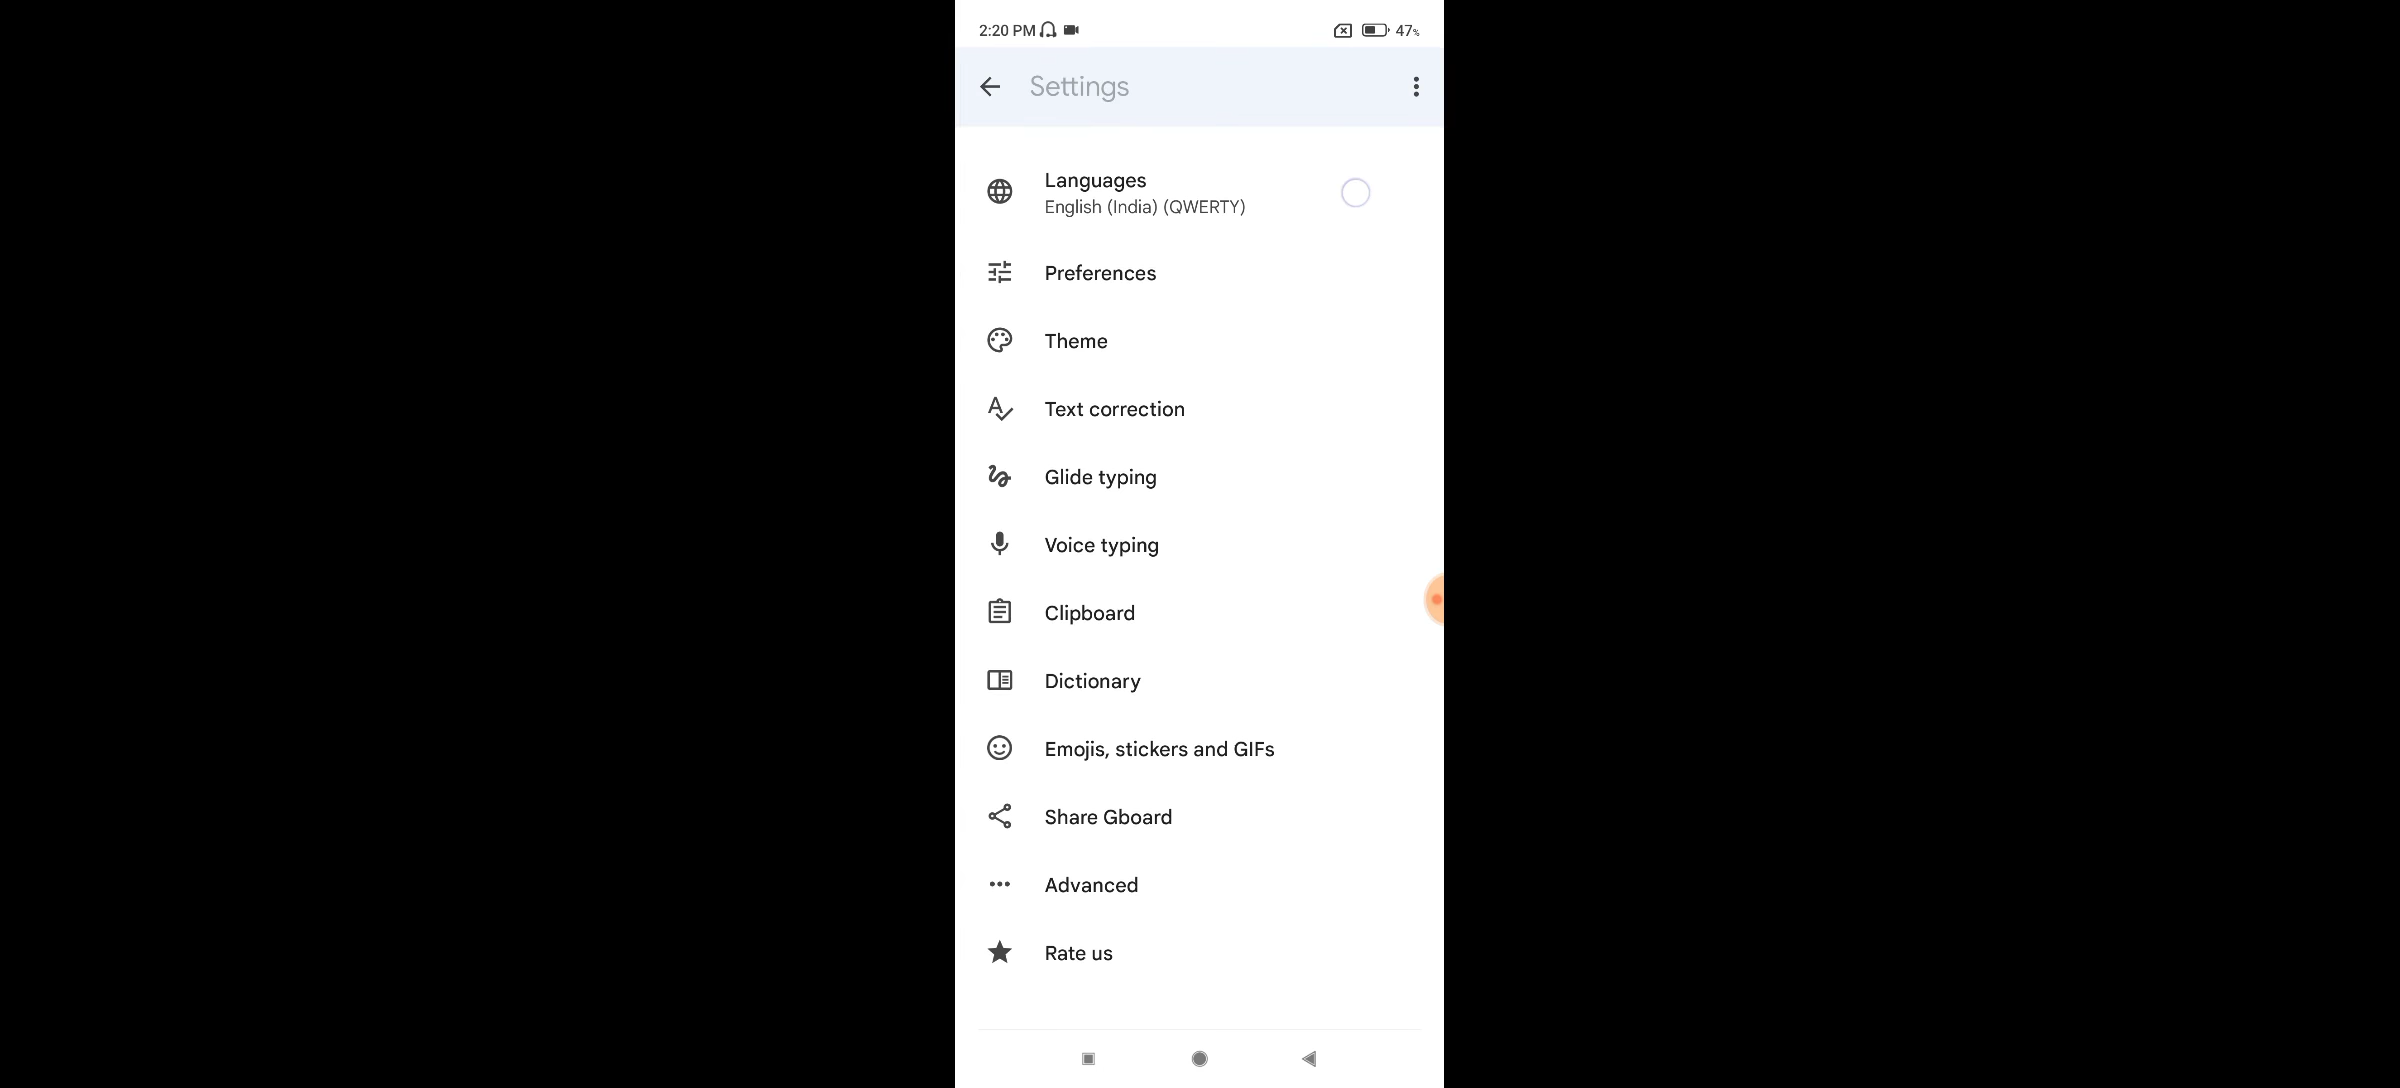 2:20 PM 47%
Settings
Languages
English (India) (QWERTY)
Preferences
Theme
Text correction
Glide typing
Voice typing
Clipboard
Dictionary
Emojis, stickers and GIFs
Share Gboard
Advanced
Rate us